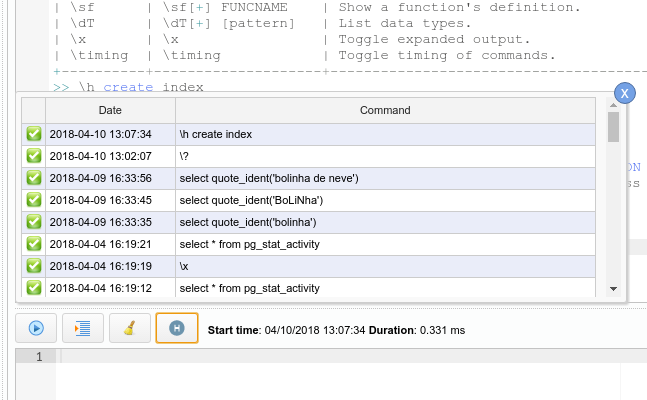 | \sf | \sf[+] FUNCNAME | Show a function's definition.
| \dT | \dT[+] [pattern] | List data types.
| \x | \x | Toggle expanded output.
| \timing | \timing | Toggle timing of commands.
+----------+---------------------+----------------------------------------
>> \h create index
X
Date Command
2018-04-10 13:07:34 \h create index
2018-04-10 13:02:07 \?
2018-04-09 16:33:56 select quote_ident('bolinha de neve')
2018-04-09 16:33:45 select quote_ident('BoLiNha')
2018-04-09 16:33:35 select quote_ident('bolinha')
2018-04-04 16:19:21 select * from pg_stat_activity
2018-04-04 16:19:19 \x
2018-04-04 16:19:12 select * from pg_stat_activity
ON
ss
H Start time: 04/10/2018 13:07:34 Duration: 0.331 ms
1